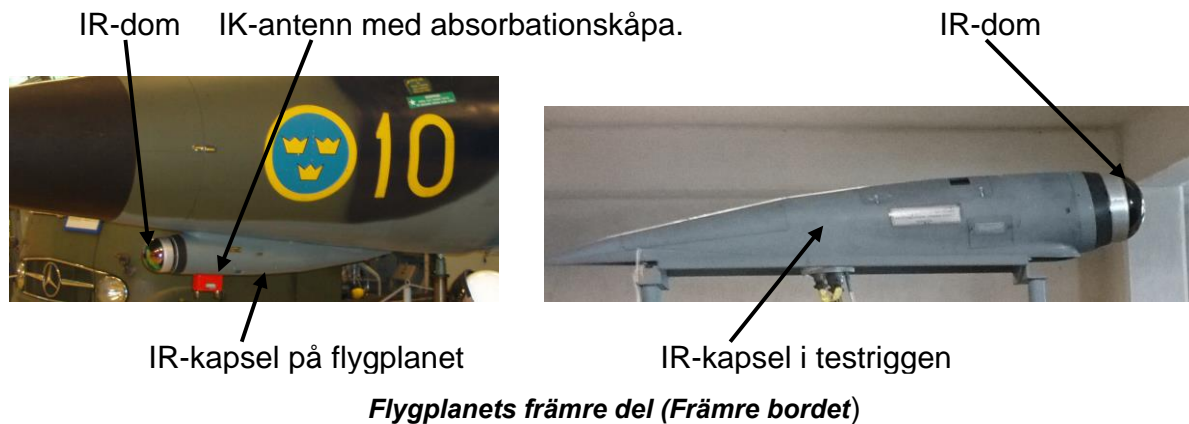 IR-dom IK-antenn med absorbationskåpa. IR-dom
10
IR-kapsel på flygplanet IR-kapsel i testriggen
Flygplanets främre del (Främre bordet)